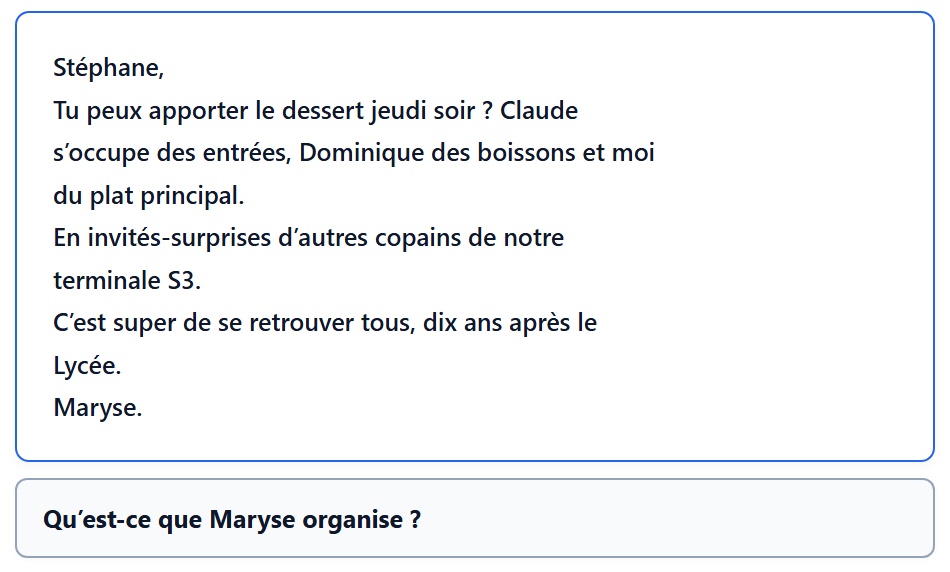 Stéphane,
Tu peux apporter le dessert jeudi soir ? Claude
s’occupe des entrées, Dominique des boissons et moi
du plat principal.
En invités-surprises d’autres copains de notre
terminale S3.
C’est super de se retrouver tous, dix ans après le
Lycée.
Maryse.
Qu’est-ce que Maryse organise ?